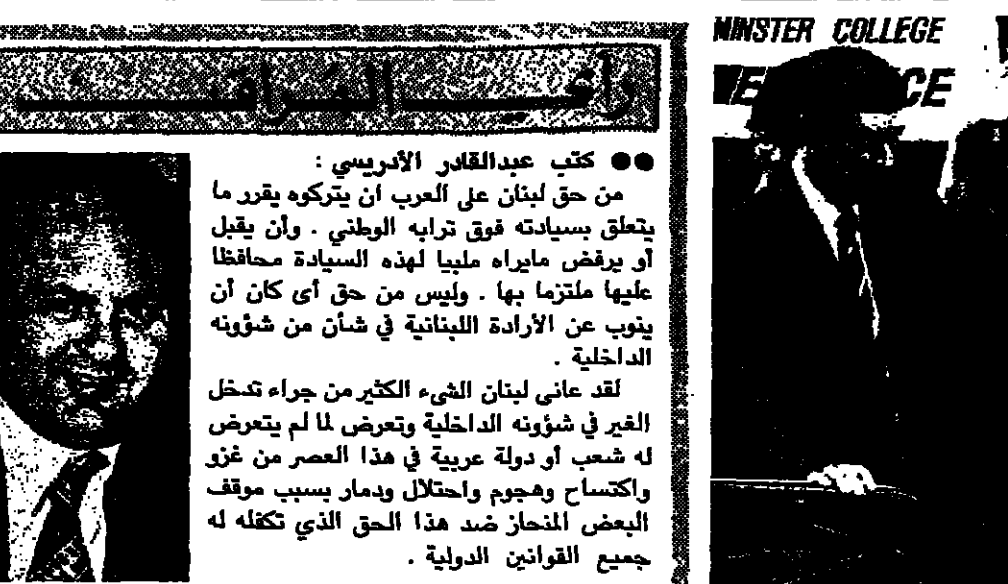 MINSTER COLLEGE
رأي المراقب
●● كتب عبدالقادر الأدريسي :
من حق لبنان على العرب ان يتركوه يقرر ما
يتعلق بسيادته فوق ترابه الوطني . وأن يقبل
أو يرفض مايراه ملبيا لهذه السيادة محافظا
عليها ملتزما بها . وليس من حق أى كان أن
ينوب عن الأرادة اللبنانية في شأن من شؤونه
الداخلية .
لقد عانى لبنان الشيء الكثير من جراء تدخل
الغير في شؤونه الداخلية وتعرض لما لم يتعرض
له شعب أو دولة عربية في هذا العصر من غزو
واكتساح وهجوم واحتلال ودمار بسبب موقف
البعض المنحاز ضد هذا الحق الذي تكفله له
جميع القوانين الدولية .